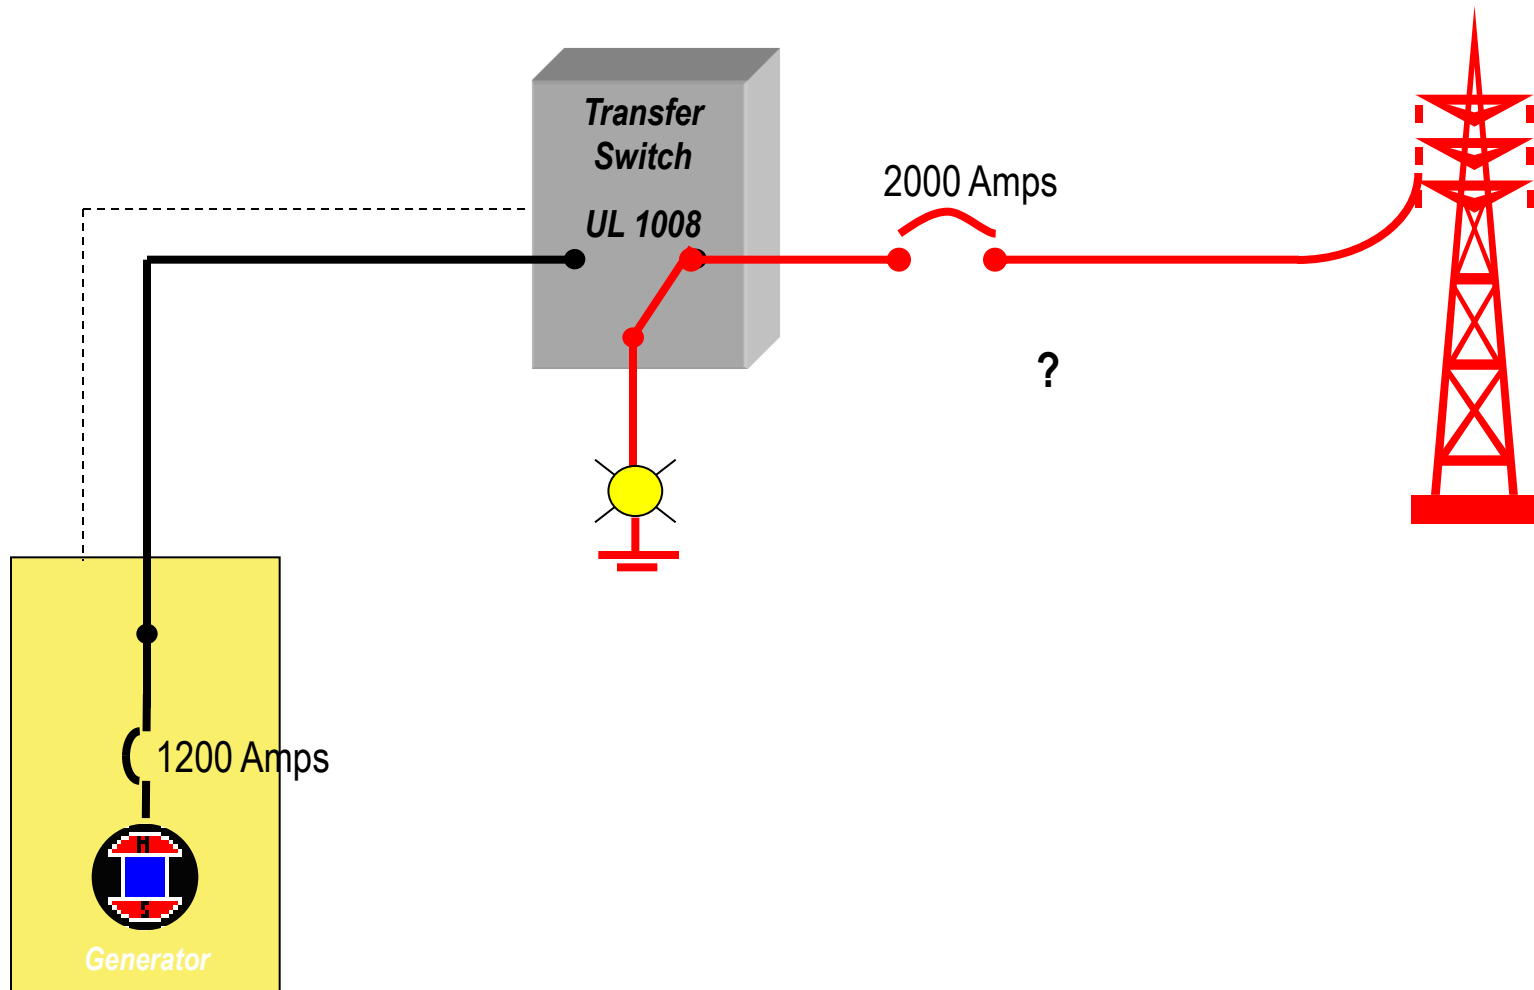 Transfer
Switch
UL 1008
2000 Amps
?
1200 Amps
N
S
Generator